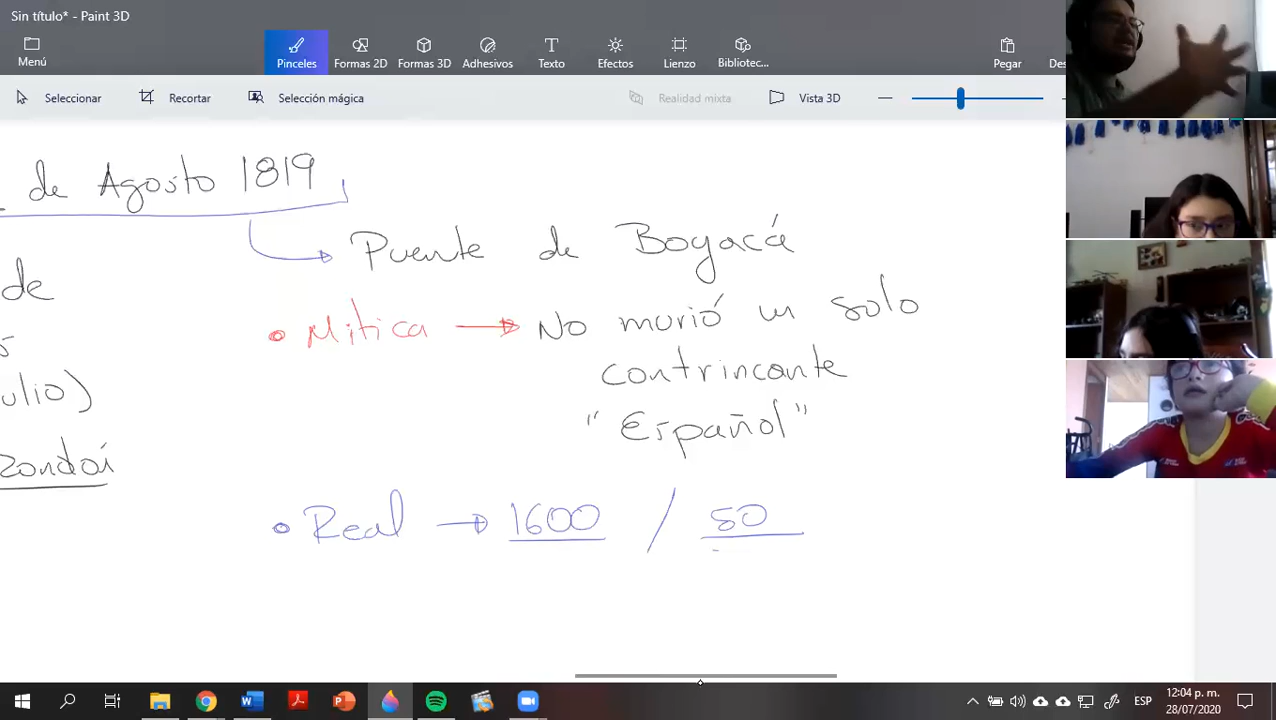 Sin título* - Paint 3D
Menú
Pinceles
Formas 2D
Formas 3D
Adhesivos
Texto
Efectos
Lienzo
Bibliotec...
Pegar
Des
Seleccionar
Recortar
Selección mágica
Realidad mixta
Vista 3D
de Agosto 1819
Puente de Boyacá
de
• Mítica → No murió un solo
s
contrincante
ulio)
"Español"
zondoi
• Real → 1600 / 50
ESP
12:04 p. m.
28/07/2020